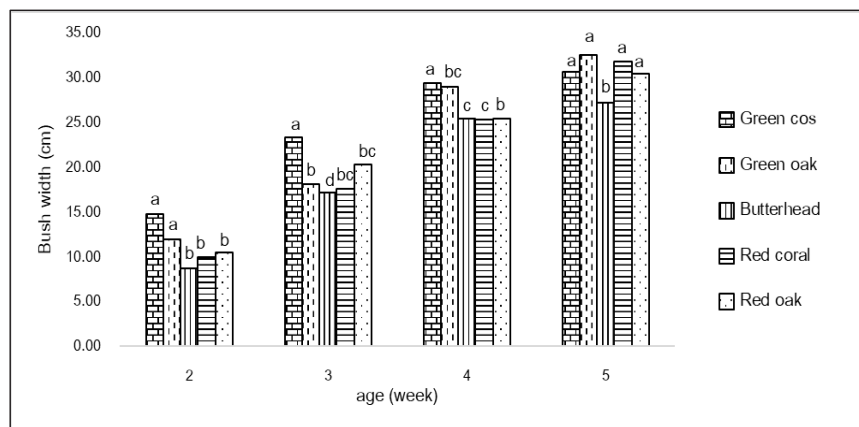 35.00
30.00
25.00
20.00
15.00
10.00
5.00
0.00
Bush width (cm)
a a b b b
a b d bc bc
a bc c c b
a a b a a
2 3 4 5
age (week)
Green cos
Green oak
Butterhead
Red coral
Red oak